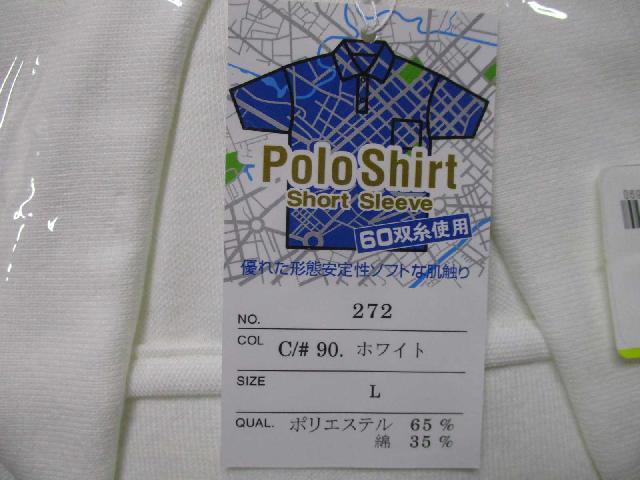 Polo Shirt
Short Sleeve
60双糸使用
優れた形態安定性ソフトな肌触り
NO. 272
COL C/# 90. ホワイト
SIZE L
QUAL. ポリエステル 65 %
綿 35 %